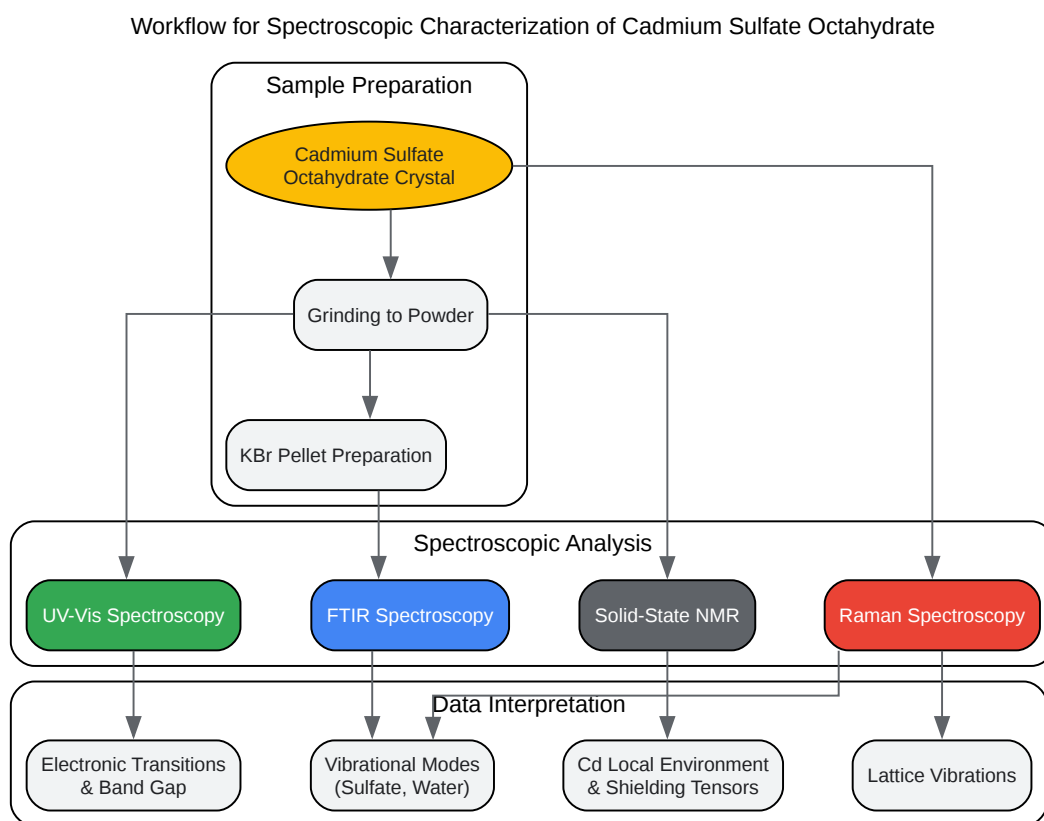 Workflow for Spectroscopic Characterization of Cadmium Sulfate Octahydrate
Sample Preparation
Cadmium Sulfate
Octahydrate Crystal
Grinding to Powder
KBr Pellet Preparation
Spectroscopic Analysis
UV-Vis Spectroscopy
FTIR Spectroscopy
Solid-State NMR
Raman Spectroscopy
Data Interpretation
Electronic Transitions
& Band Gap
Vibrational Modes
(Sulfate, Water)
Cd Local Environment
& Shielding Tensors
Lattice Vibrations